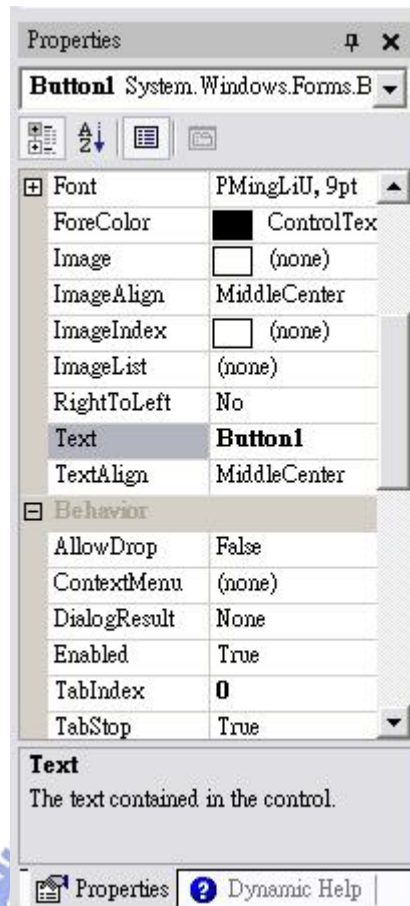 Properties
Button1 System.Windows.Forms.B
Font PMingLiU, 9pt
ForeColor ControlTex
Image (none)
ImageAlign MiddleCenter
ImageIndex (none)
ImageList (none)
RightToLeft No
Text Button1
TextAlign MiddleCenter
Behavior
AllowDrop False
ContextMenu (none)
DialogResult None
Enabled True
TabIndex 0
TabStop True
Text
The text contained in the control.
Properties Dynamic Help